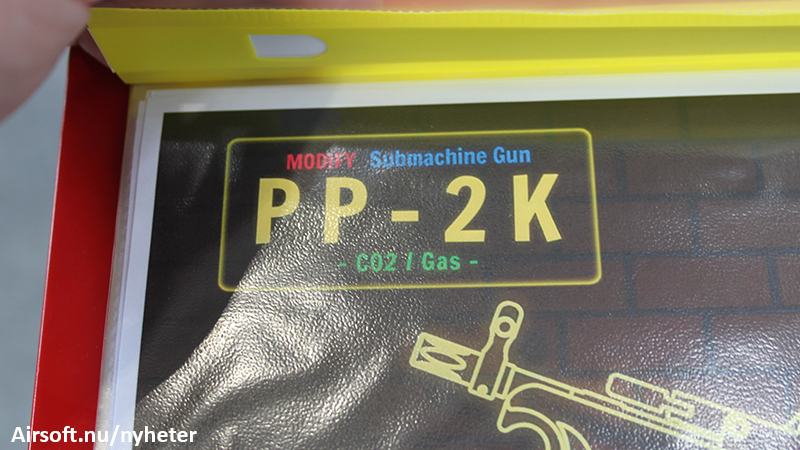 MODIFY Submachine Gun
PP-2K
- CO2 / Gas -
Airsoft.nu/nyheter